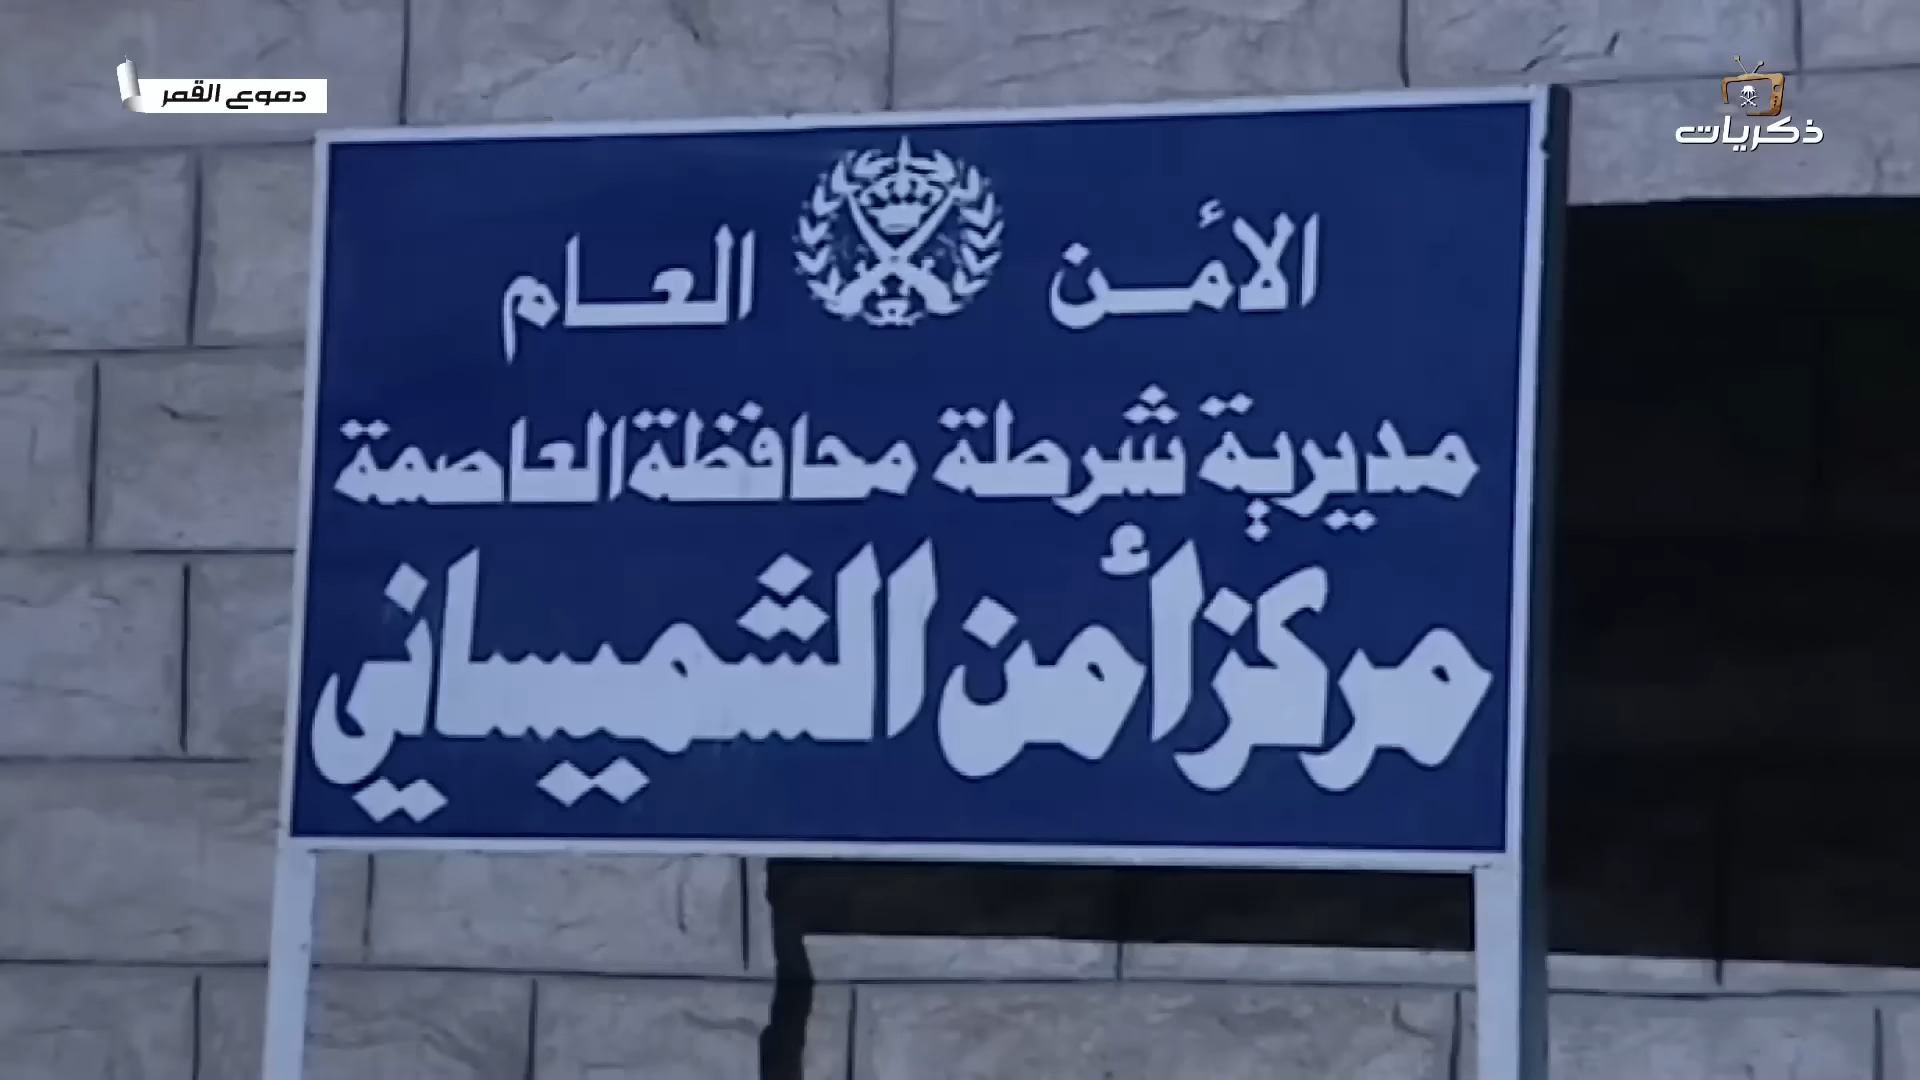 دموع القمر
ذكريات
الأمن العام
مديرية شرطة محافظة العاصمة
مركز أمن الشميساني